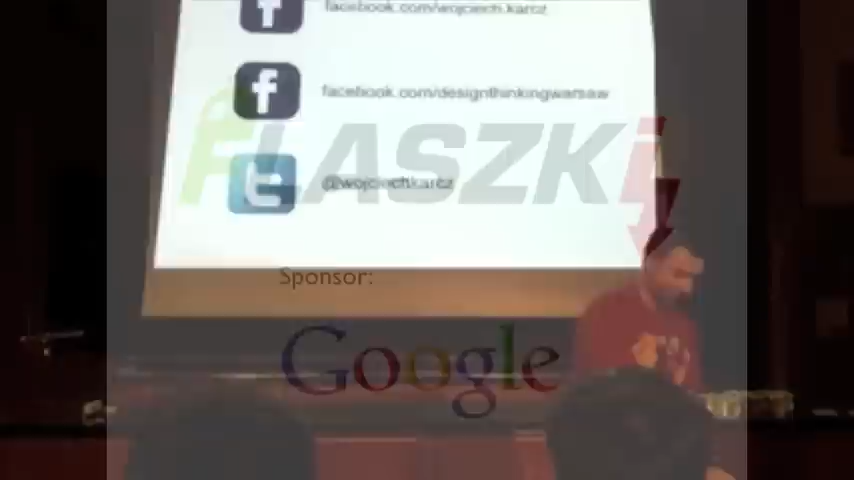 facebook.com/wojciech.karcz
facebook.com/designthinkingwarsaw
FLASZKi
@wojciechkarcz
Sponsor:
Google